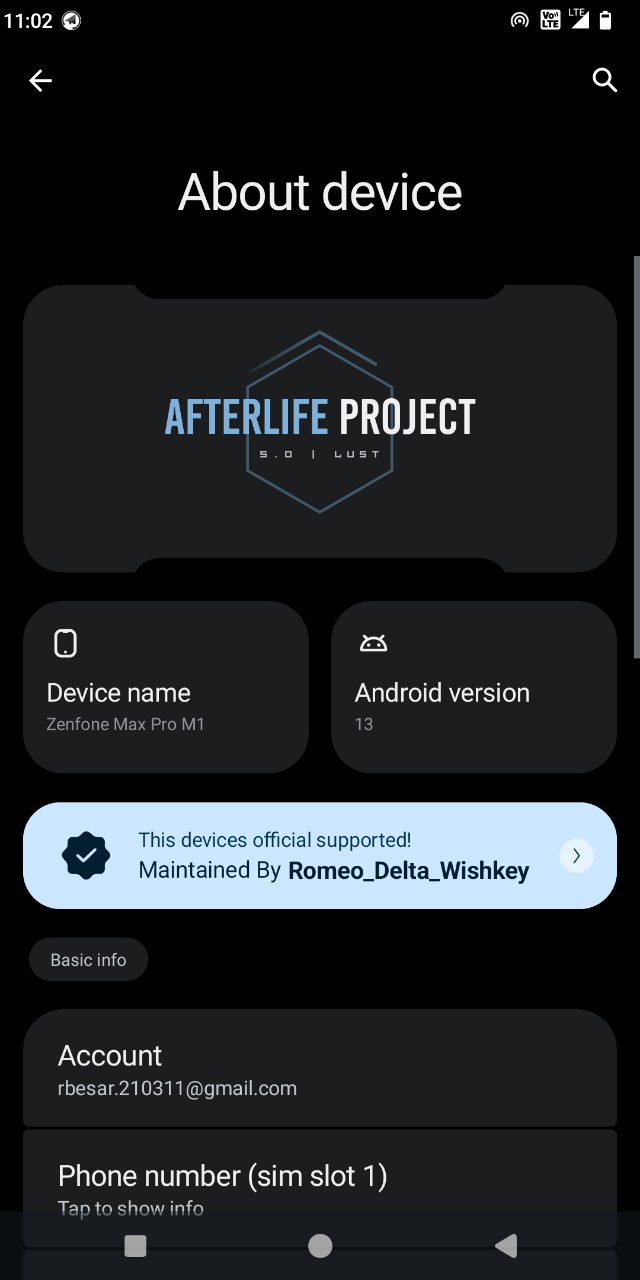 11:02
Vo LTE
LTE
About device
AFTERLIFE PROJECT
5.0 | LUST
Device name
Zenfone Max Pro M1
Android version
13
This devices official supported!
Maintained By Romeo_Delta_Wishkey
Basic info
Account
rbesar.210311@gmail.com
Phone number (sim slot 1)
Tap to show info